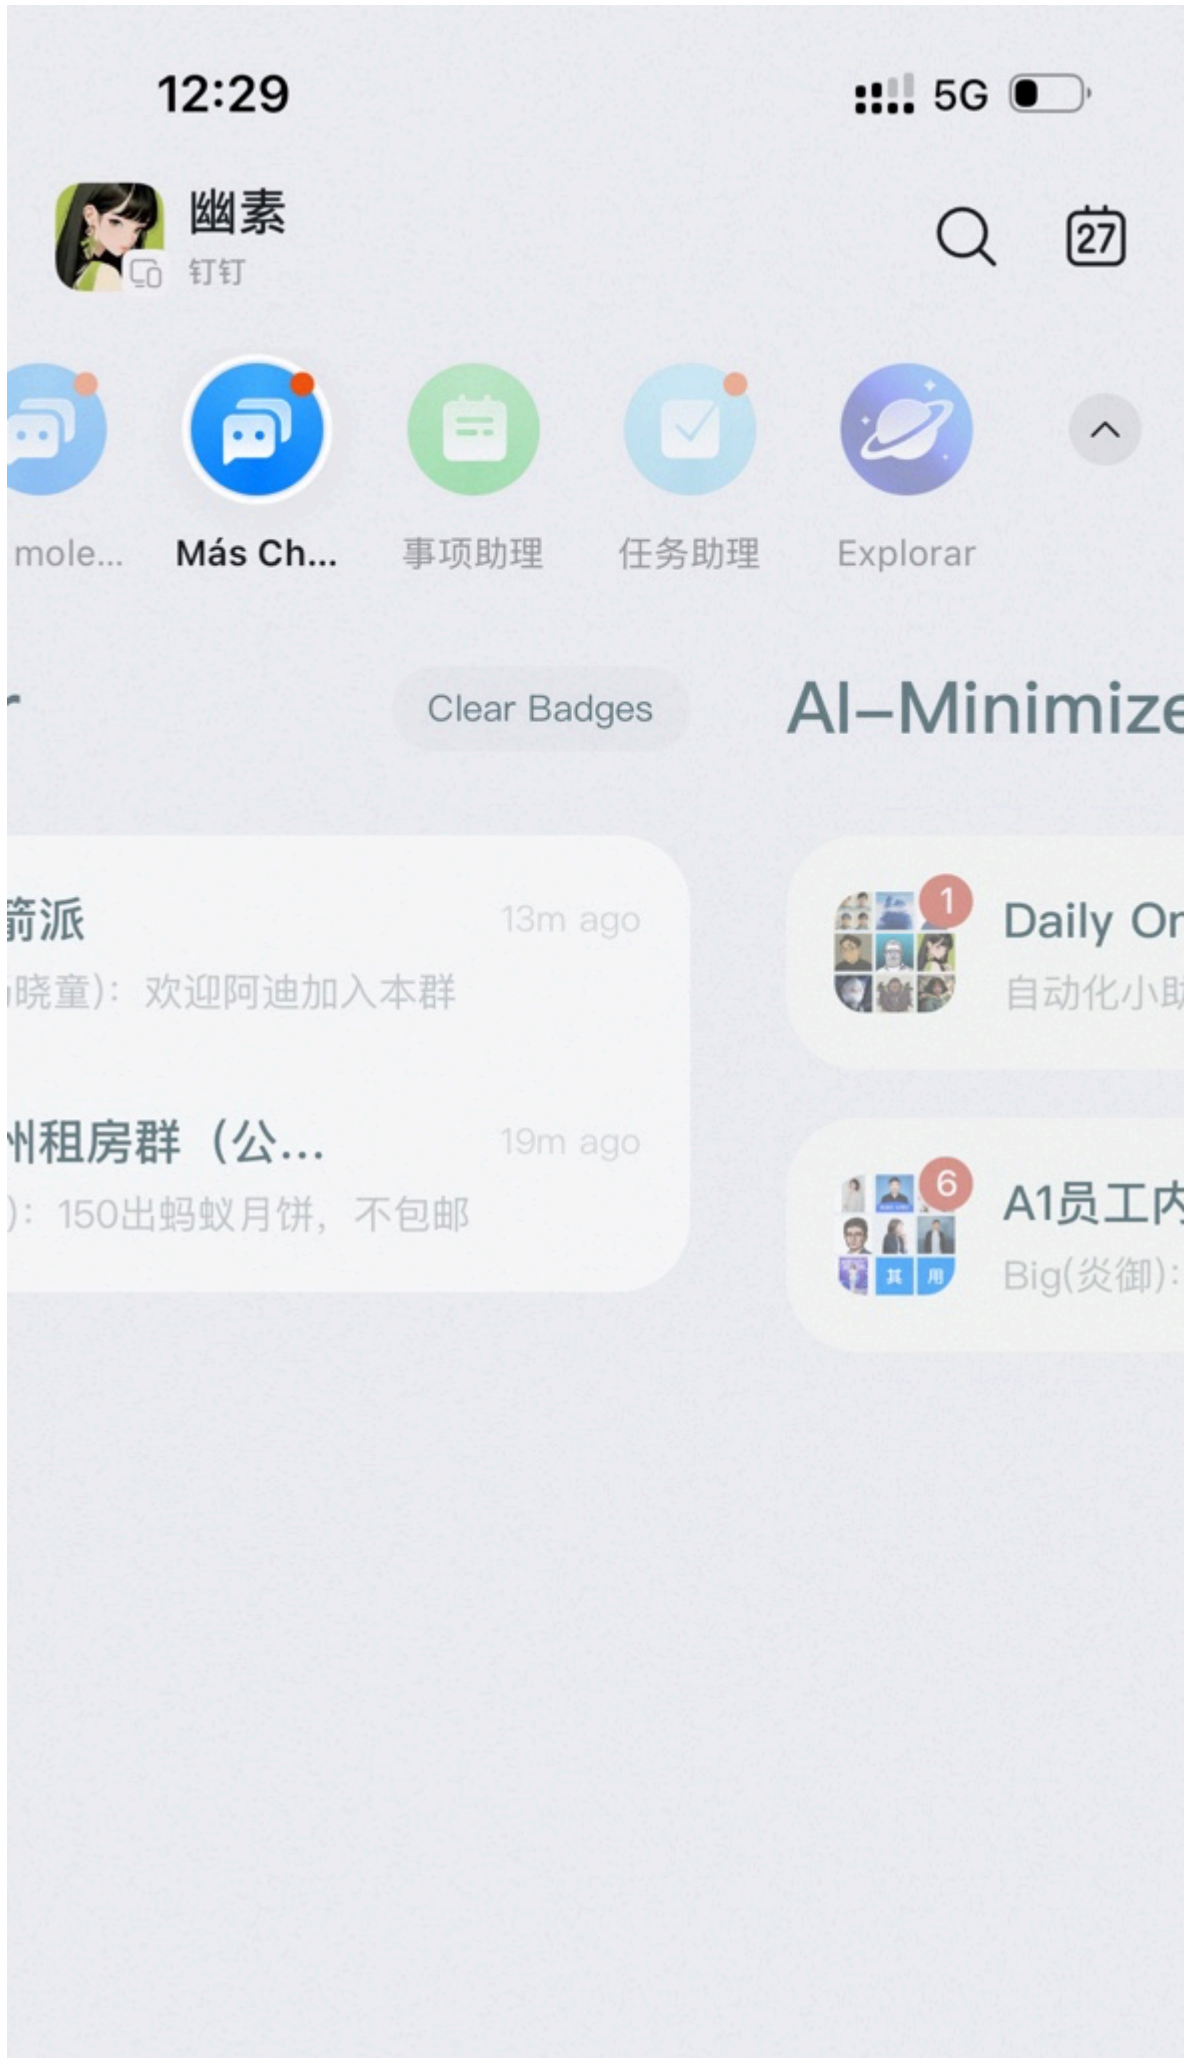 12:29
5G
幽素
钉钉
27
mole...
Más Ch...
事项助理
任务助理
Explorar
r
Clear Badges
AI-Minimize
箭派
13m ago
晓童)：欢迎阿迪加入本群
州租房群（公...
19m ago
)：150出蚂蚁月饼，不包邮
1
Daily Or
自动化小助
6
A1员工内
其 用
Big(炎御)：